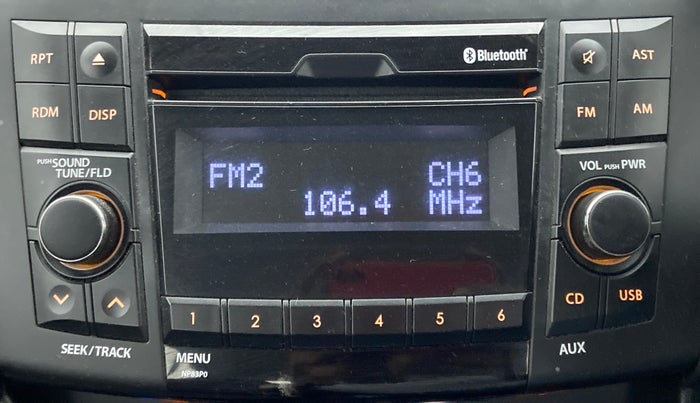 RPT
RDM
DISP
Bluetooth
AST
FM
AM
PUSH SOUND
TUNE/FLD
VOL PUSH PWR
FM2 CH6
106.4 MHz
1 2 3 4 5 6
CD
USB
SEEK/TRACK
MENU
NP83P0
AUX